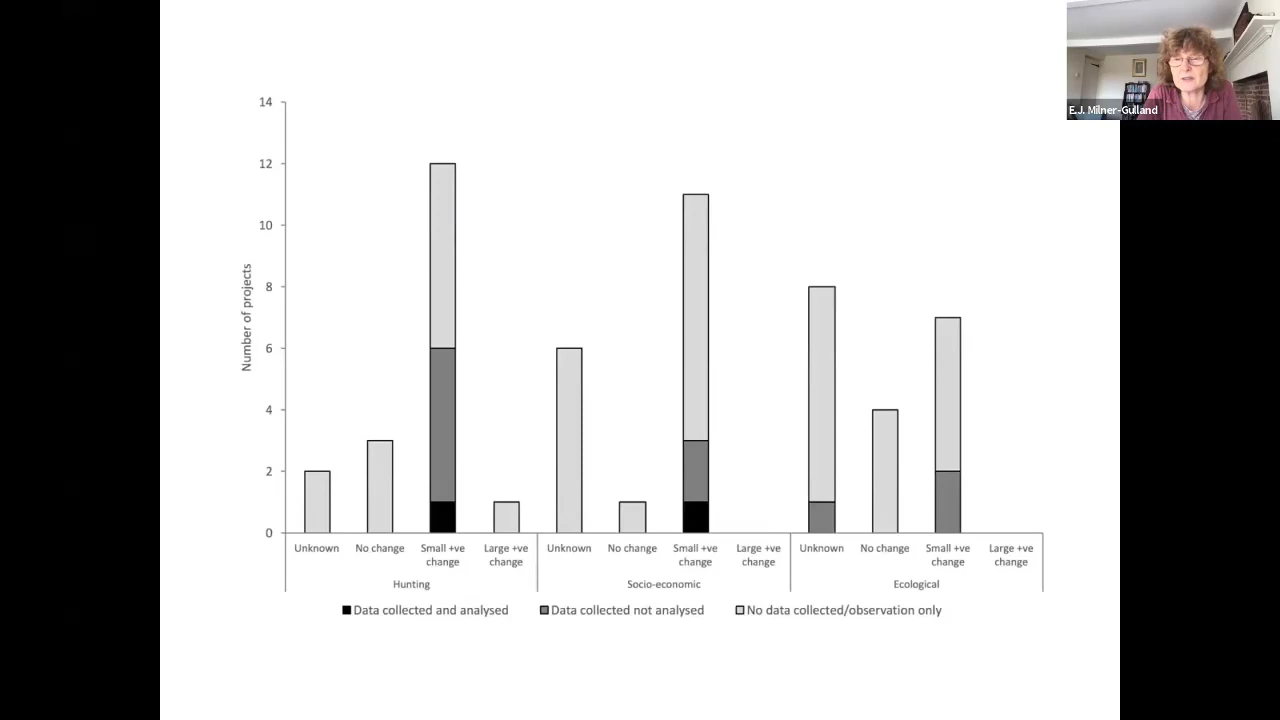 E.J. Milner-Gulland
14
12
10
8
6
4
2
0
Number of projects
Unknown
No change
Small +ve
change
Large +ve
change
Unknown
No change
Small +ve
change
Large +ve
change
Unknown
No change
Small +ve
change
Large +ve
change
Hunting
Socio-economic
Ecological
Data collected and analysed
Data collected not analysed
No data collected/observation only